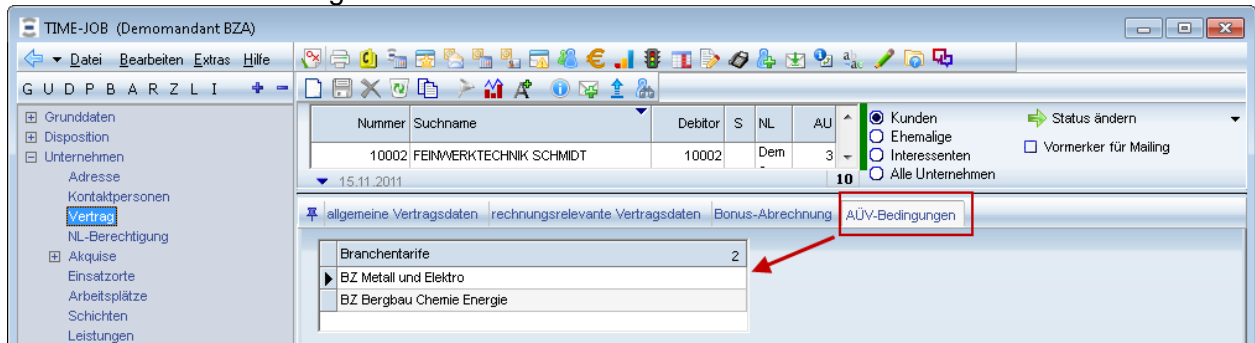 TIME-JOB (Demomandant BZA)
Datei Bearbeiten Extras Hilfe
G U D P B A R Z L I + -
Grunddaten
Disposition
Unternehmen
Adresse
Kontaktpersonen
Vertrag
NL-Berechtigung
Akquise
Einsatzorte
Arbeitsplätze
Schichten
Leistungen
Nummer Suchname Debitor S NL AU
10002 FEINWERKTECHNIK SCHMIDT 10002 Dem 3
15.11.2011 10
Kunden
Ehemalige
Interessenten
Alle Unternehmen
Status ändern
Vormerker für Mailing
allgemeine Vertragsdaten rechnungsrelevante Vertragsdaten Bonus-Abrechnung AÜV-Bedingungen
Branchentarife 2
BZ Metall und Elektro
BZ Bergbau Chemie Energie